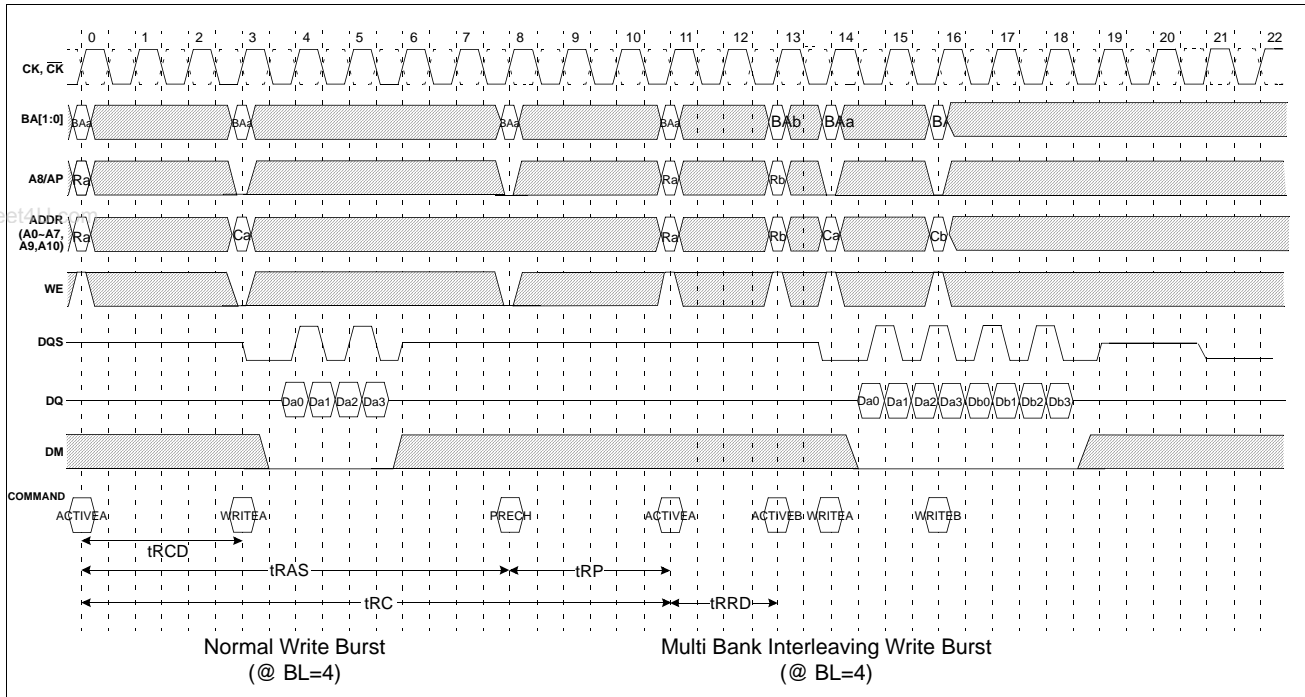 0 1 2 3 4 5 6 7 8 9 10 11 12 13 14 15 16 17 18 19 20 21 22
CK, CK
BA[1:0] BAa BAa BAa BAa BAb BAa BA
A8/AP Ra Ra Rb
eet4U.com
ADDR
(A0~A7,
A9,A10)
Ra Ca Ra Rb Ca Cb
WE
DQS
DQ Da0 Da1 Da2 Da3 Da0 Da1 Da2 Da3 Db0 Db1 Db2 Db3
DM
COMMAND
ACTIVEA WRITEA PRECH ACTIVEA ACTIVEB WRITEA WRITEB
tRCD
tRAS tRP
tRC tRRD
Normal Write Burst
(@ BL=4)
Multi Bank Interleaving Write Burst
(@ BL=4)